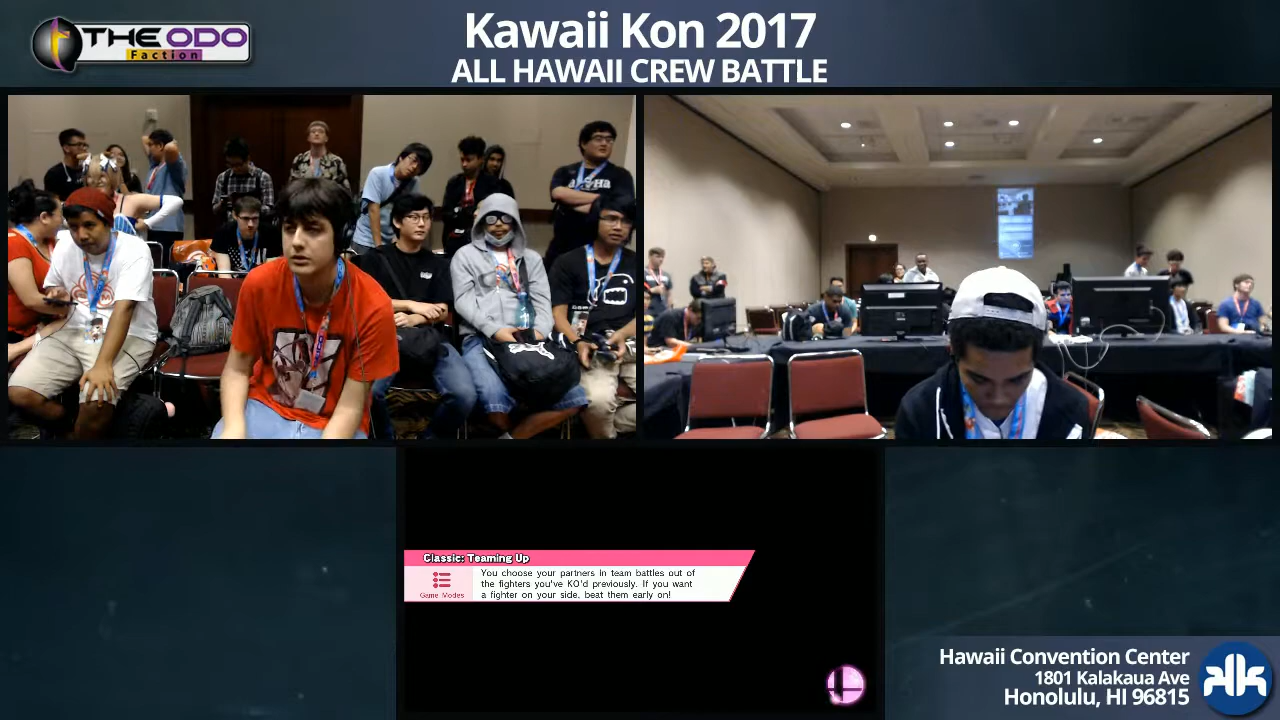 THE ODO
Faction
Kawaii Kon 2017
ALL HAWAII CREW BATTLE
Classic: Teaming Up
Game Modes
You choose your partners in team battles out of
the fighters you've KO'd previously. If you want
a fighter on your side, beat them early on!
Hawaii Convention Center
1801 Kalakaua Ave
Honolulu, HI 96815